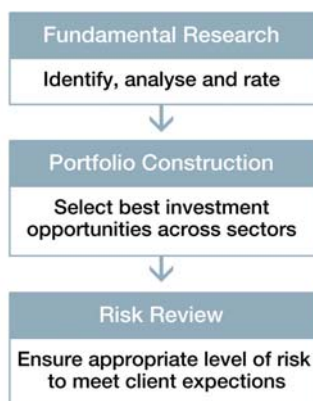 Fundamental Research
Identify, analyse and rate
Portfolio Construction
Select best investment
opportunities across sectors
Risk Review
Ensure appropriate level of risk
to meet client expections